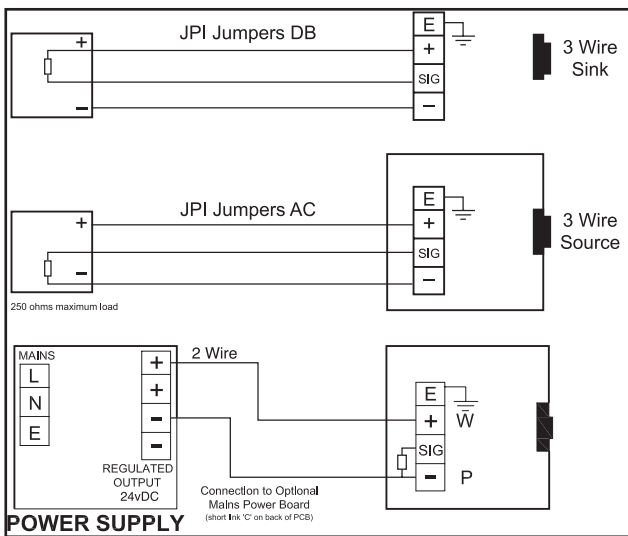 JPI Jumpers DB
+
−
E
+
SIG
−
3 Wire
Sink
JPI Jumpers AC
+
−
E
+
SIG
−
3 Wire
Source
250 ohms maximum load
MAINS
L
N
E
+
+
−
−
2 Wire
REGULATED
OUTPUT
24vDC
Connection to Optional
Mains Power Board
(short link 'C' on back of PCB)
E
+
SIG
−
W
P
POWER SUPPLY